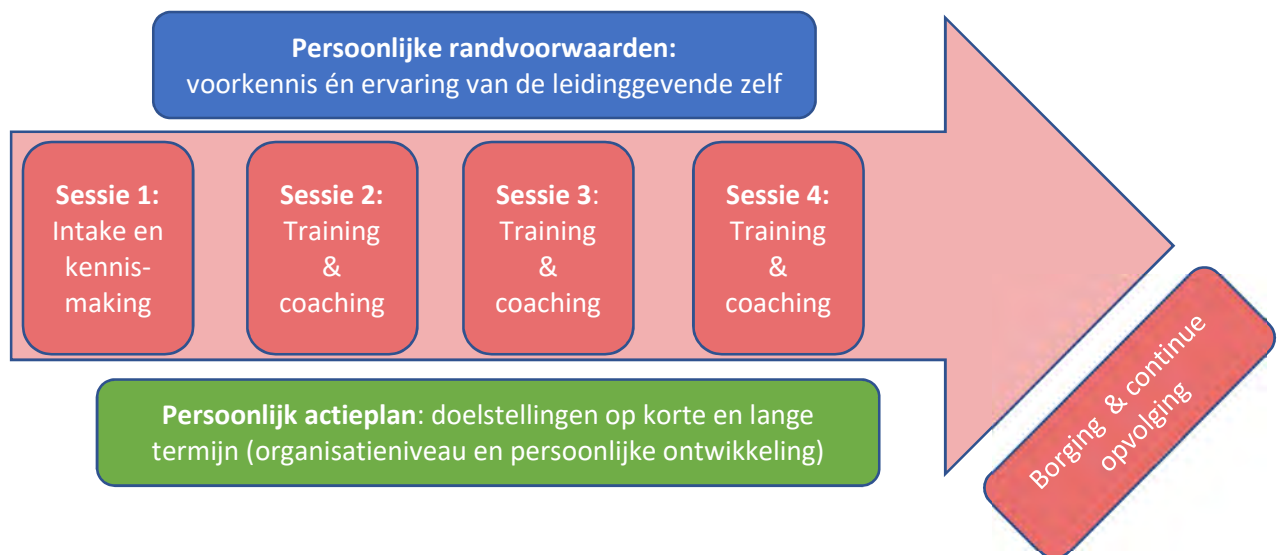 Persoonlijke randvoorwaarden:
voorkennis én ervaring van de leidinggevende zelf
Sessie 1:
Intake en
kennis-
making
Sessie 2:
Training
&
coaching
Sessie 3:
Training
&
coaching
Sessie 4:
Training
&
coaching
Borging & continue
opvolging
Persoonlijk actieplan: doelstellingen op korte en lange
termijn (organisatieniveau en persoonlijke ontwikkeling)